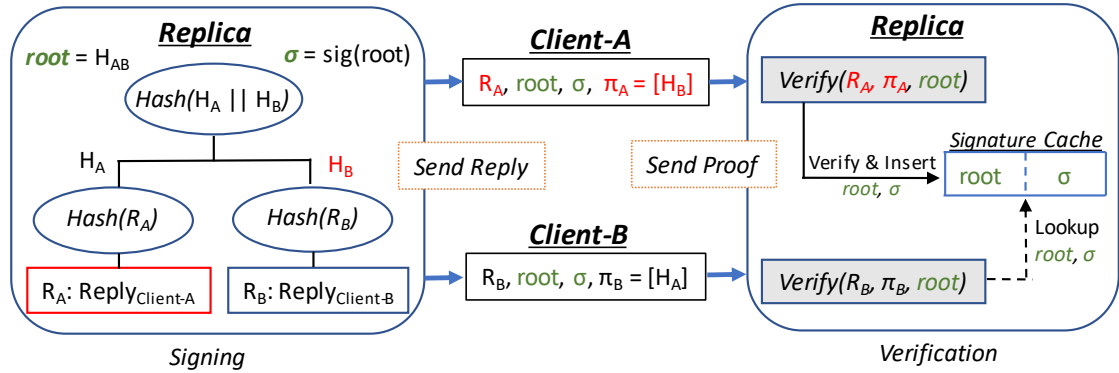 Replica
root = H_AB
σ = sig(root)
Hash(H_A || H_B)
H_A
H_B
Hash(R_A)
Hash(R_B)
R_A: Reply_Client-A
R_B: Reply_Client-B
Signing
Send Reply
Client-A
R_A, root, σ, π_A = [H_B]
Client-B
R_B, root, σ, π_B = [H_A]
Send Proof
Replica
Verify(R_A, π_A, root)
Signature Cache
Verify & Insert
root, σ
root
σ
Lookup
root, σ
Verify(R_B, π_B, root)
Verification